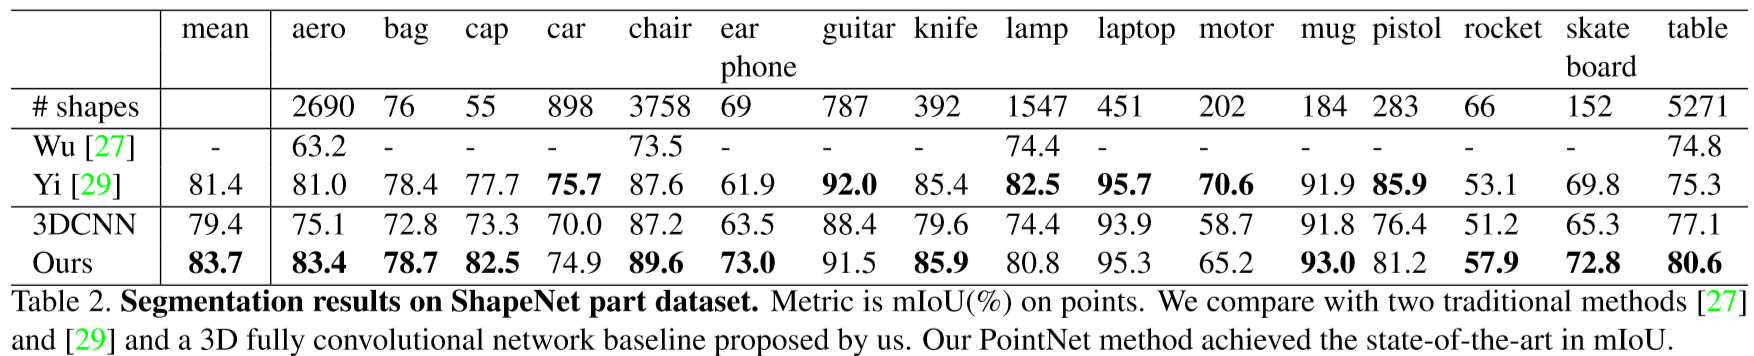 mean aero bag cap car chair ear guitar knife lamp laptop motor mug pistol rocket skate table
phone board
# shapes 2690 76 55 898 3758 69 787 392 1547 451 202 184 283 66 152 5271
Wu [27] - 63.2 - - - 73.5 - - - 74.4 - - - - - - 74.8
Yi [29] 81.4 81.0 78.4 77.7 75.7 87.6 61.9 92.0 85.4 82.5 95.7 70.6 91.9 85.9 53.1 69.8 75.3
3DCNN 79.4 75.1 72.8 73.3 70.0 87.2 63.5 88.4 79.6 74.4 93.9 58.7 91.8 76.4 51.2 65.3 77.1
Ours 83.7 83.4 78.7 82.5 74.9 89.6 73.0 91.5 85.9 80.8 95.3 65.2 93.0 81.2 57.9 72.8 80.6
Table 2. Segmentation results on ShapeNet part dataset. Metric is mIoU(%) on points. We compare with two traditional methods [27]
and [29] and a 3D fully convolutional network baseline proposed by us. Our PointNet method achieved the state-of-the-art in mIoU.